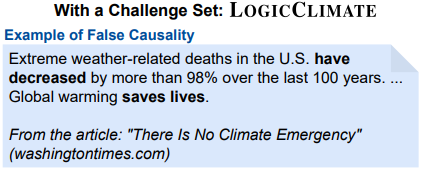 With a Challenge Set: LOGICCLIMATE
Example of False Causality
Extreme weather-related deaths in the U.S. have
decreased by more than 98% over the last 100 years. ...
Global warming saves lives.
From the article: "There Is No Climate Emergency"
(washingtontimes.com)